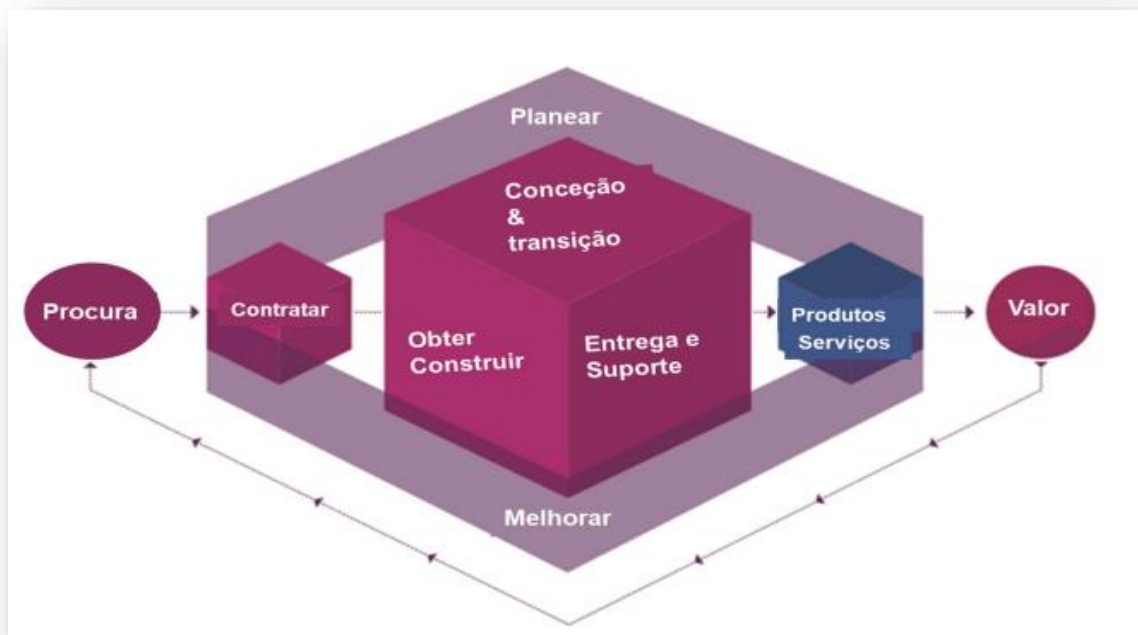 Planear
Conceção
&
transição
Procura
Contratar
Obter
Construir
Entrega e
Suporte
Produtos
Serviços
Valor
Melhorar